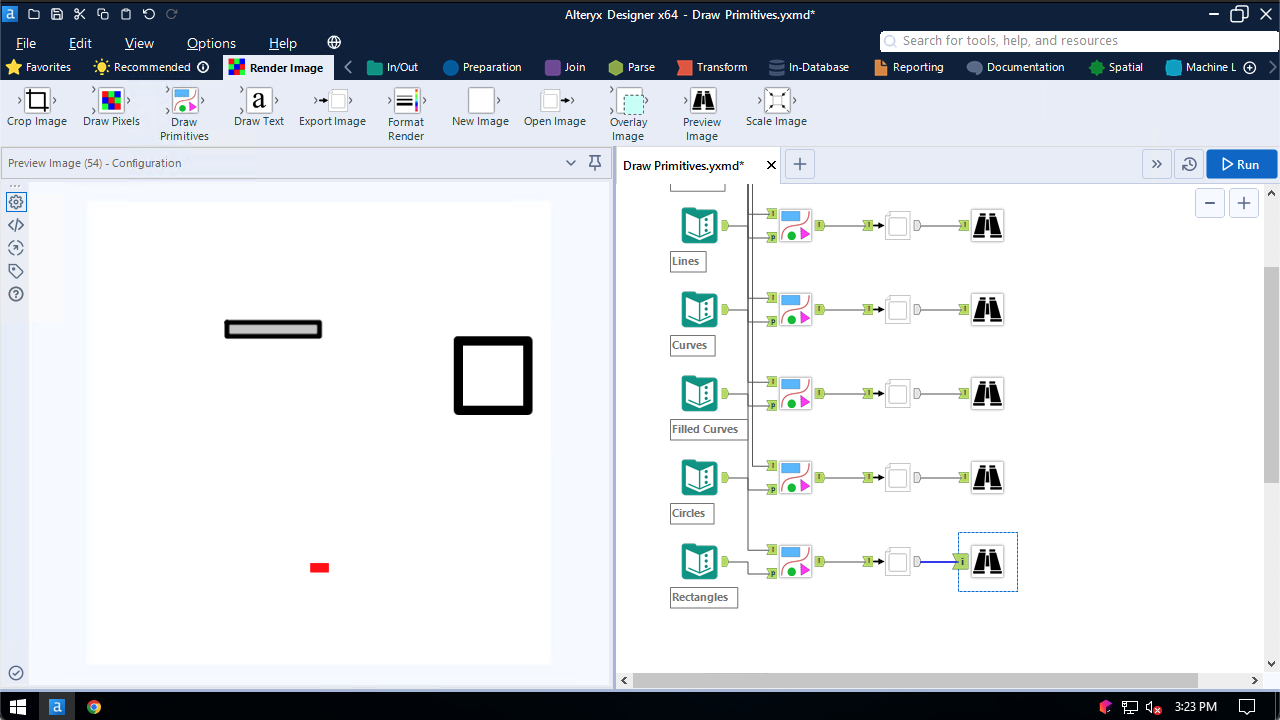 Alteryx Designer x64 - Draw Primitives.yxmd*
File Edit View Options Help
Search for tools, help, and resources
Favorites Recommended Render Image In/Out Preparation Join Parse Transform In-Database Reporting Documentation Spatial Machine L
Crop Image Draw Pixels Draw Primitives Draw Text Export Image Format Render New Image Open Image Overlay Image Preview Image Scale Image
Preview Image (54) - Configuration
Draw Primitives.yxmd*
Run
Lines
Curves
Filled Curves
Circles
Rectangles
3:23 PM